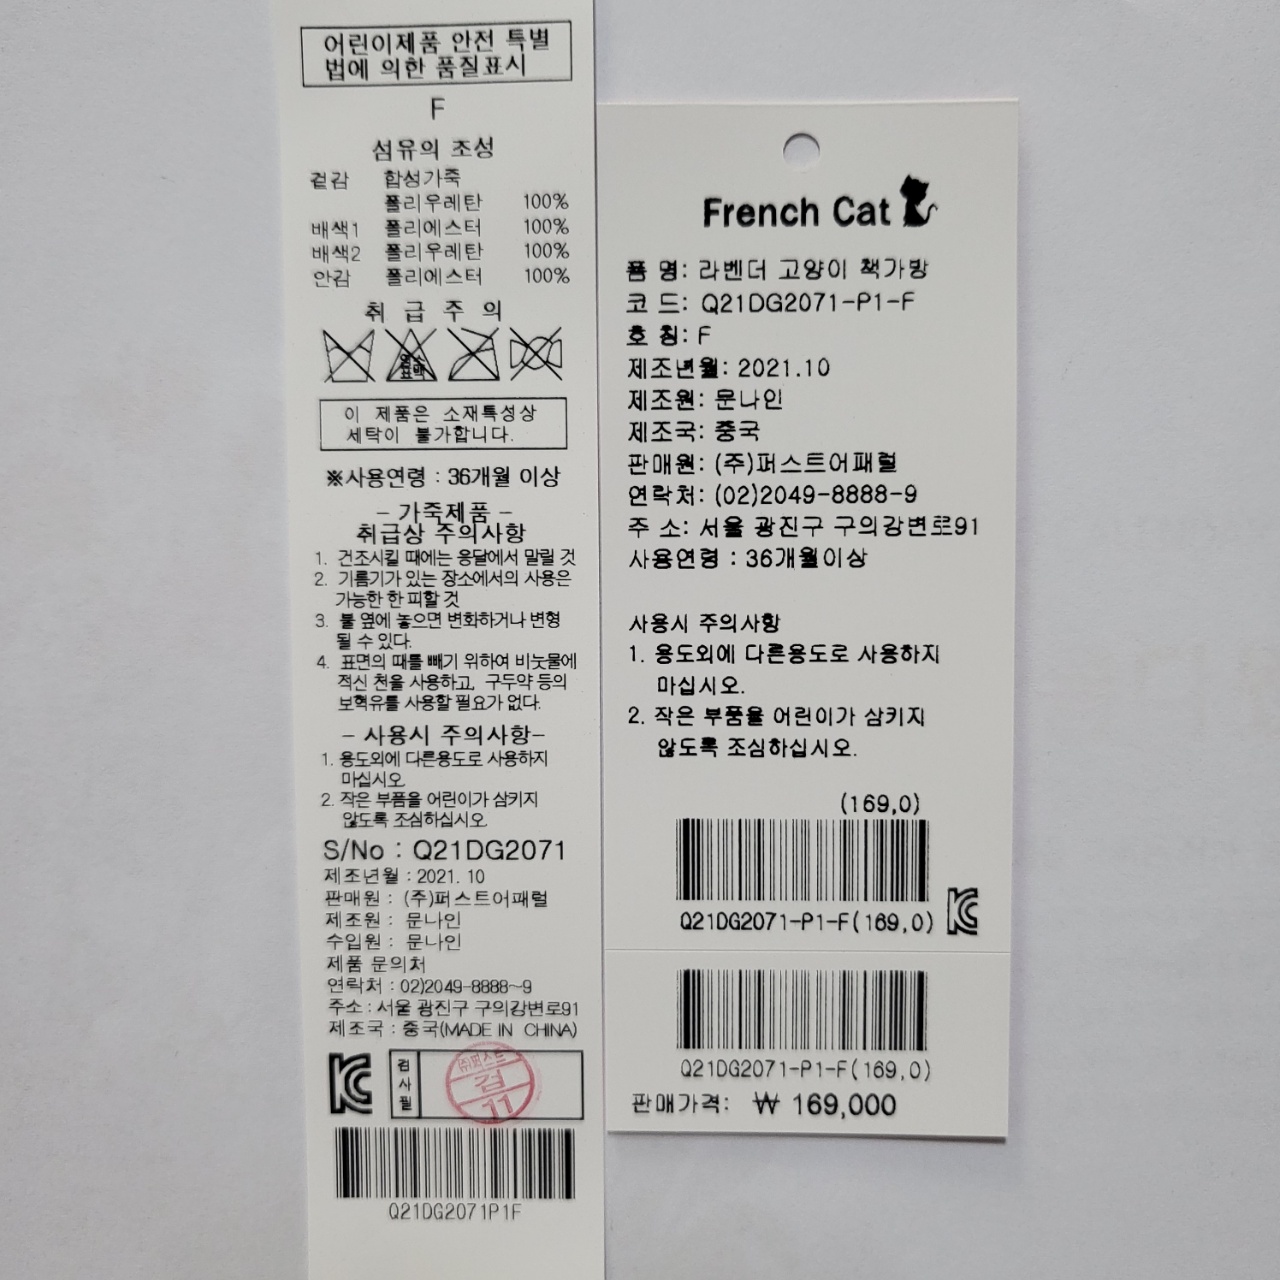 어린이제품 안전 특별
법에 의한 품질표시
F
섬유의 조성
겉감 합성가죽
폴리우레탄 100%
배색1 폴리에스터 100%
배색2 폴리우레탄 100%
안감 폴리에스터 100%
취 급 주 의
이 제품은 소재특성상
세탁이 불가합니다.
※사용연령 : 36개월 이상
- 가죽제품 -
취급상 주의사항
1. 건조시킬 때에는 응달에서 말릴 것
2. 기름기가 있는 장소에서의 사용은
가능한 한 피할 것
3. 불 옆에 놓으면 변화하거나 변형
될 수 있다.
4. 표면의 때를 빼기 위하여 비눗물에
적신 천을 사용하고, 구두약 등의
보혁유를 사용할 필요가 없다.
- 사용시 주의사항-
1. 용도외에 다른용도로 사용하지
마십시오.
2. 작은 부품을 어린이가 삼키지
않도록 조심하십시오.
S/No : Q21DG2071
제조년월 : 2021. 10
판매원 : (주)퍼스트어패럴
제조원 : 문나인
수입원 : 문나인
제품 문의처
연락처 : 02)2049-8888~9
주소 : 서울 광진구 구의강변로91
제조국 : 중국(MADE IN CHINA)
검사필
(주)퍼스트
검
11
Q21DG2071P1F
French Cat
품 명: 라벤더 고양이 책가방
코 드: Q21DG2071-P1-F
호 칭: F
제조년월: 2021.10
제조원: 문나인
제조국: 중국
판매원: (주)퍼스트어패럴
연락처: (02)2049-8888-9
주 소: 서울 광진구 구의강변로91
사용연령 : 36개월이상
사용시 주의사항
1. 용도외에 다른용도로 사용하지
마십시오.
2. 작은 부품을 어린이가 삼키지
않도록 조심하십시오.
(169,0)
Q21DG2071-P1-F(169,0)
Q21DG2071-P1-F(169,0)
판매가격: ₩ 169,000